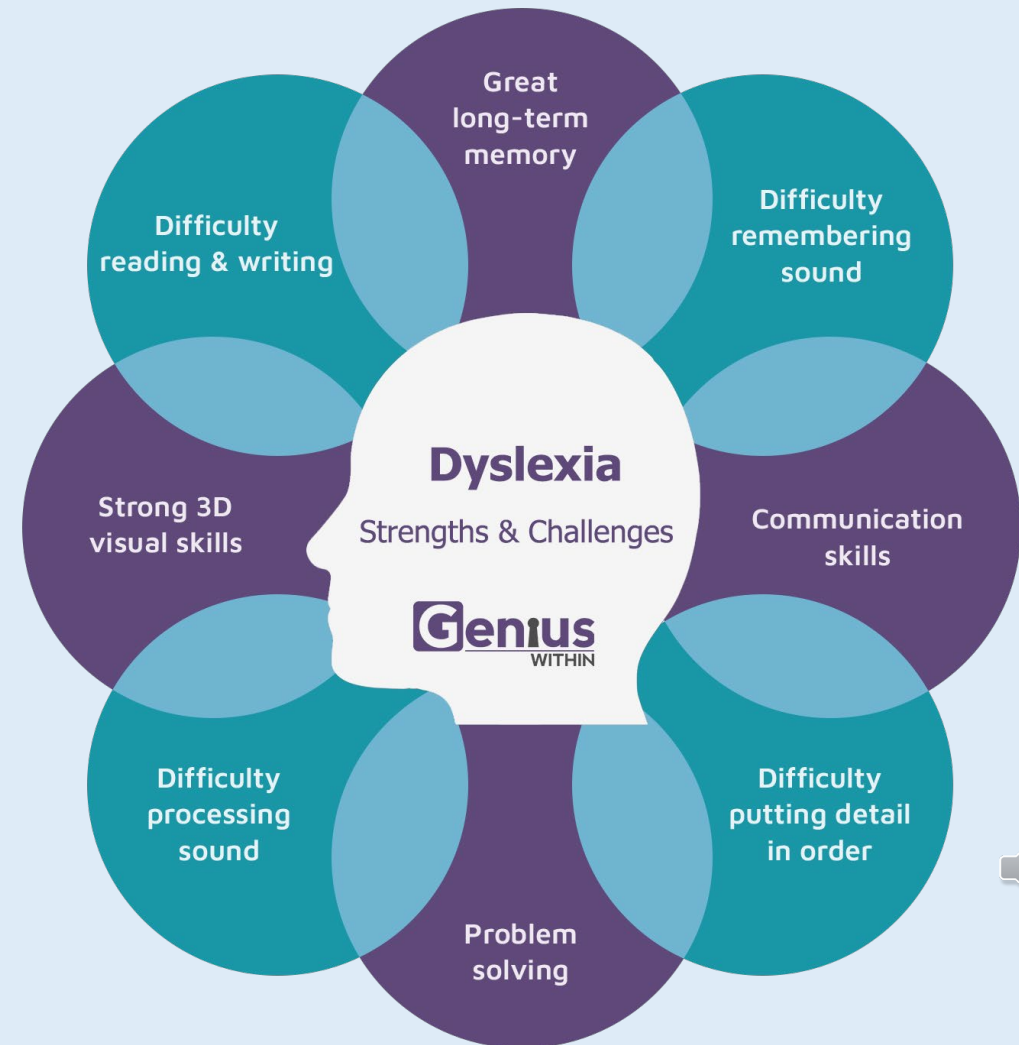 Great
long-term
memory
Difficulty
remembering
sound
Communication
skills
Difficulty
putting detail
in order
Problem
solving
Difficulty
processing
sound
Strong 3D
visual skills
Difficulty
reading & writing
Dyslexia
Strengths & Challenges
Genius
WITHIN